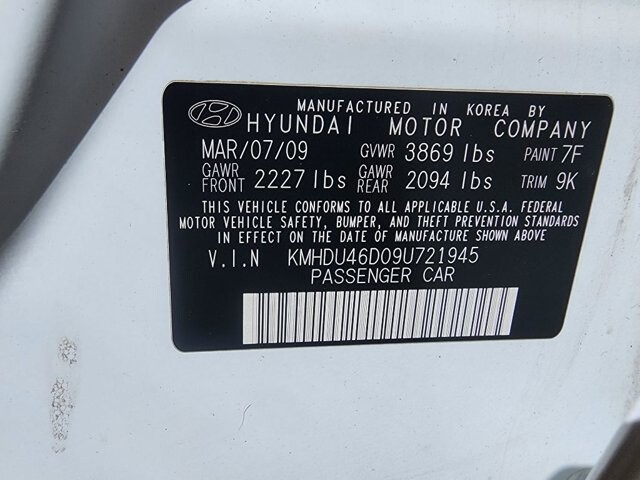 MANUFACTURED IN KOREA BY
HYUNDAI MOTOR COMPANY
MAR/07/09 GVWR 3869 lbs PAINT 7F
GAWR FRONT 2227 lbs GAWR REAR 2094 lbs TRIM 9K
THIS VEHICLE CONFORMS TO ALL APPLICABLE U.S.A. FEDERAL
MOTOR VEHICLE SAFETY, BUMPER, AND THEFT PREVENTION STANDARDS
IN EFFECT ON THE DATE OF MANUFACTURE SHOWN ABOVE
V.I.N KMHDU46D09U721945
PASSENGER CAR